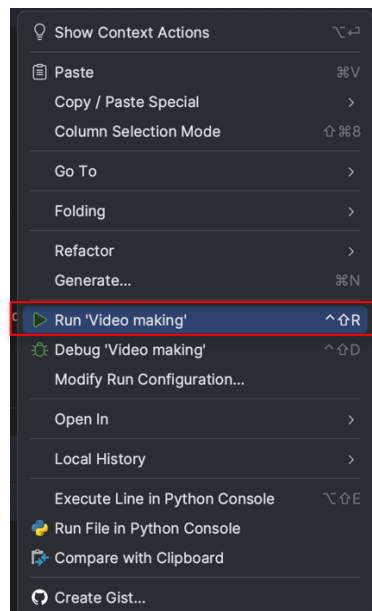 Show Context Actions ⌥⏎
Paste ⌘V
Copy / Paste Special >
Column Selection Mode ⇧⌘8
Go To >
Folding >
Refactor >
Generate... ⌘N
Run 'Video making' ^⇧R
Debug 'Video making' ^⇧D
Modify Run Configuration...
Open In >
Local History >
Execute Line in Python Console ⌥⇧E
Run File in Python Console
Compare with Clipboard
Create Gist...